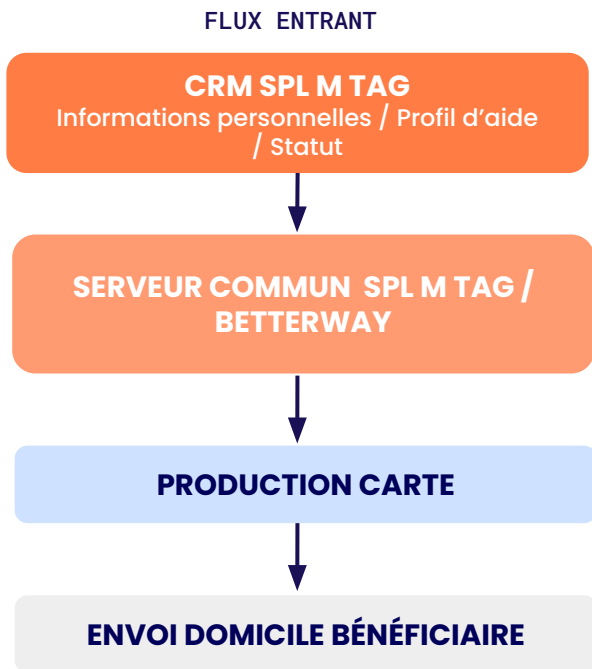 FLUX ENTRANT
CRM SPL M TAG
Informations personnelles / Profil d’aide
/ Statut
SERVEUR COMMUN SPL M TAG /
BETTERWAY
PRODUCTION CARTE
ENVOI DOMICILE BÉNÉFICIAIRE